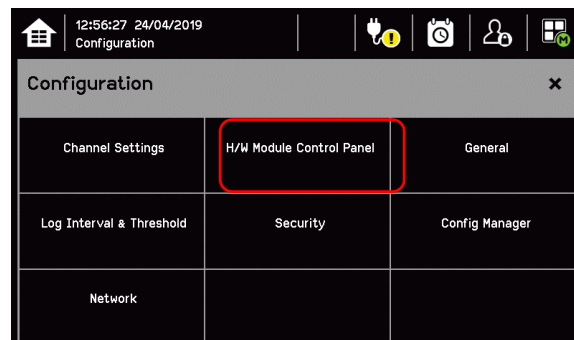 12:56:27 24/04/2019
Configuration
Configuration
Channel Settings
H/W Module Control Panel
General
Log Interval & Threshold
Security
Config Manager
Network